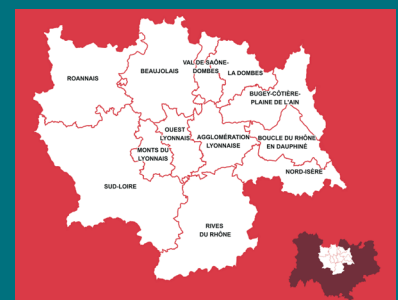 VAL DE SAÔNE-
DOMBES
BEAUJOLAIS
LA DOMBES
ROANNAIS
BUGEY-CÔTIÈRE-
PLAINE DE L'AIN
OUEST
LYONNAIS
AGGLOMÉRATION
LYONNAISE
BOUCLE DU RHÔNE
EN DAUPHINÉ
MONTS DU
LYONNAIS
NORD-ISÈRE
SUD-LOIRE
RIVES
DU RHÔNE